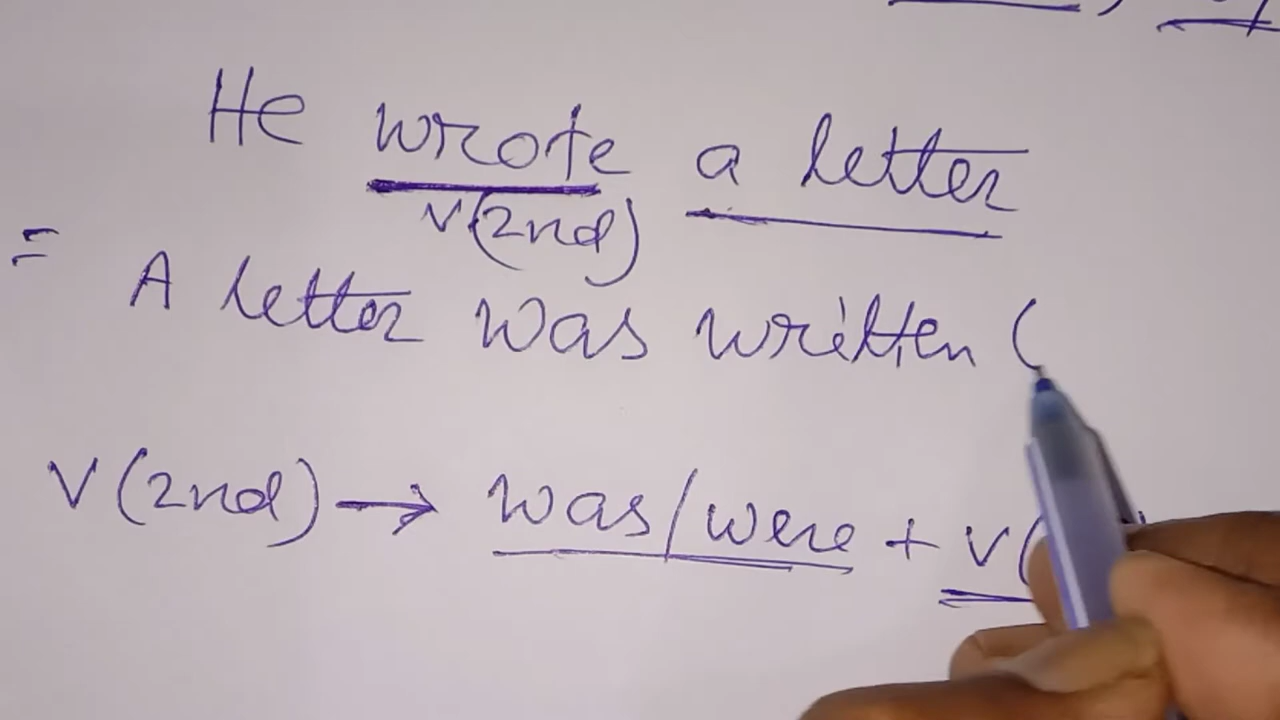 He wrote a letter
V(2nd)
= A letter was written (
V(2nd) → was/were + V(